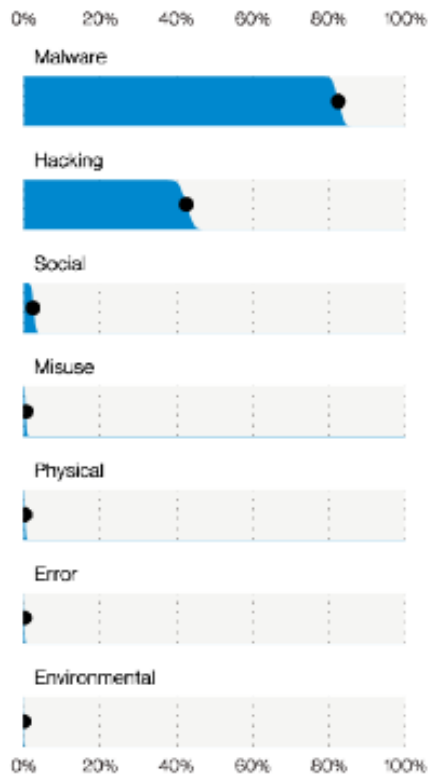 0% 20% 40% 60% 80% 100%
Malware
Hacking
Social
Misuse
Physical
Error
Environmental
0% 20% 40% 60% 80% 100%